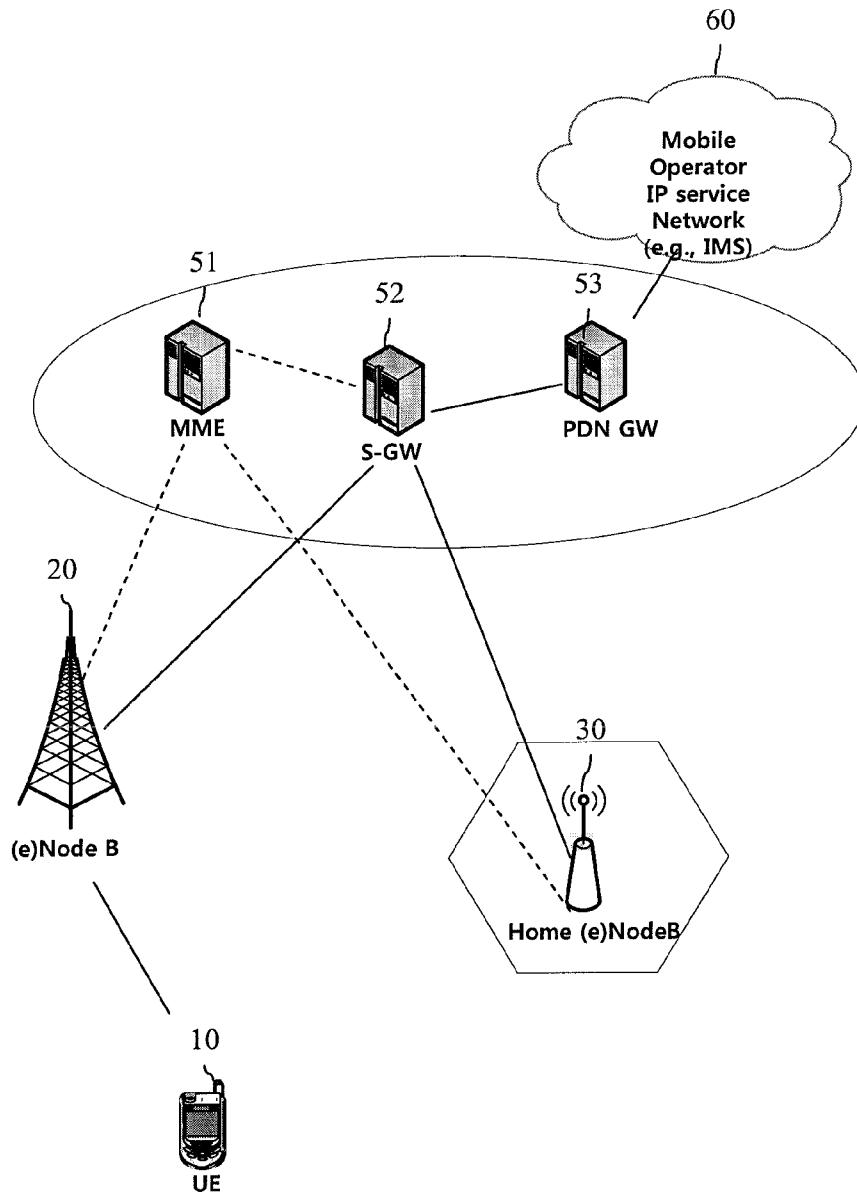 60
Mobile
Operator
IP service
Network
(e.g., IMS)
51
52
53
MME
S-GW
PDN GW
20
30
(e)Node B
Home (e)NodeB
10
UE